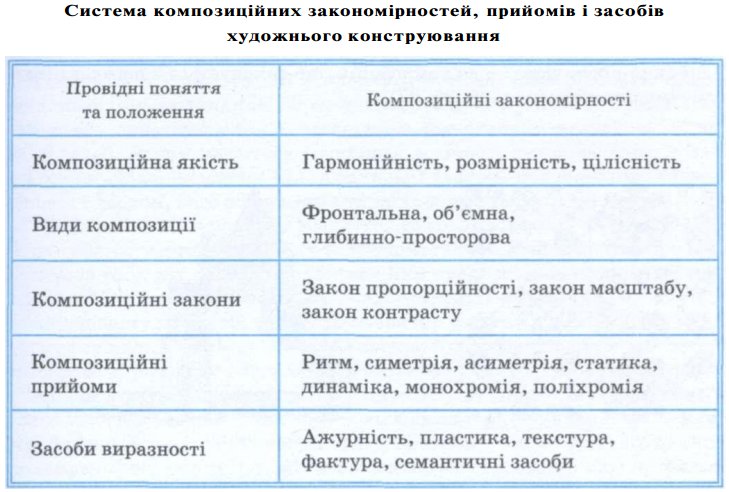 Система композиційних закономірностей, прийомів і засобів
художнього конструювання
Провідні поняття
та положення
Композиційні закономірності
Композиційна якість
Гармонійність, розмірність, цілісність
Види композиції
Фронтальна, об’ємна,
глибинно-просторова
Композиційні закони
Закон пропорційності, закон масштабу,
закон контрасту
Композиційні
прийоми
Ритм, симетрія, асиметрія, статика,
динаміка, монохромія, поліхромія
Засоби виразності
Ажурність, пластика, текстура,
фактура, семантичні засоби